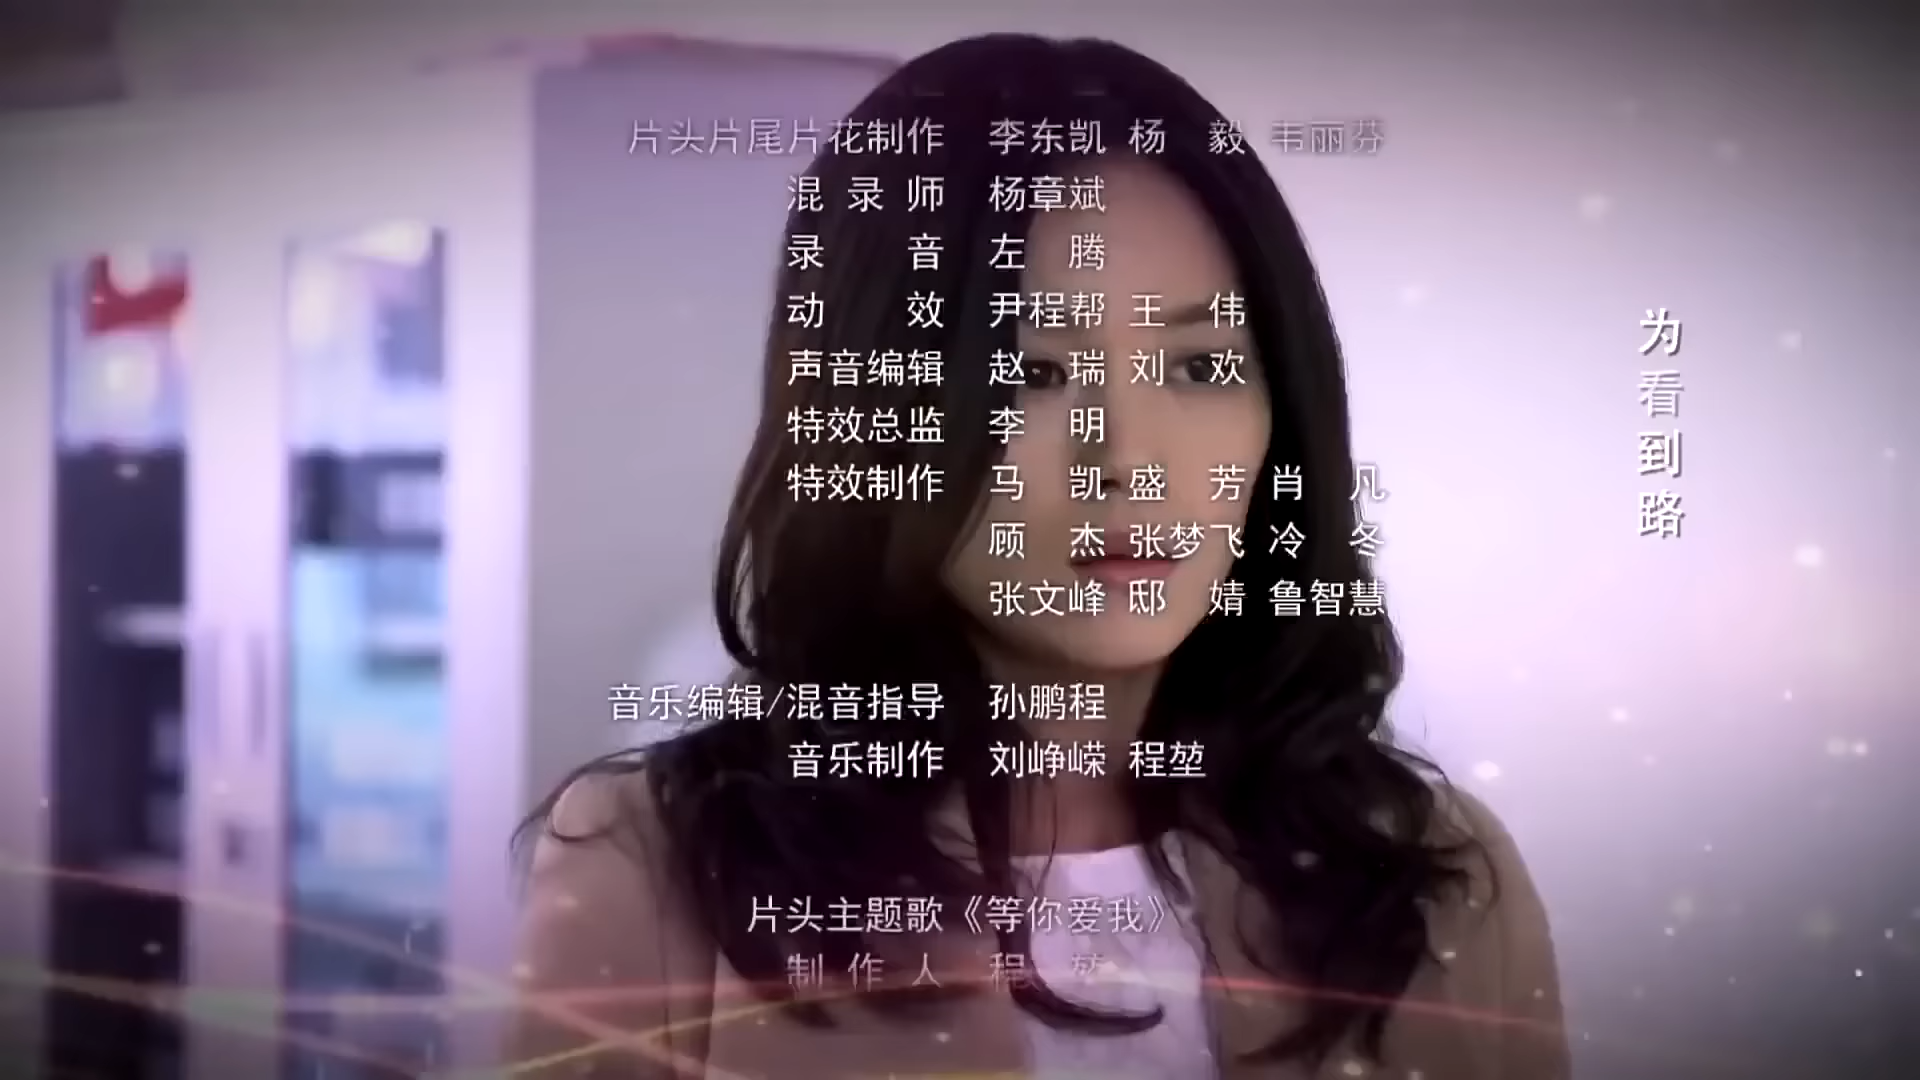 片头片尾片花制作 李东凯 杨 毅 韦丽芬
混 录 师 杨章斌
录 音 左 腾
动 效 尹程帮 王 伟
声音编辑 赵 瑞 刘 欢
特效总监 李 明
特效制作 马 凯 盛 芳 肖 凡
顾 杰 张梦飞 冷 冬
张文峰 邸 婧 鲁智慧
音乐编辑/混音指导 孙鹏程
音乐制作 刘峥嵘 程堃
片头主题歌《等你爱我》
制 作 人 程 堃
为看到路